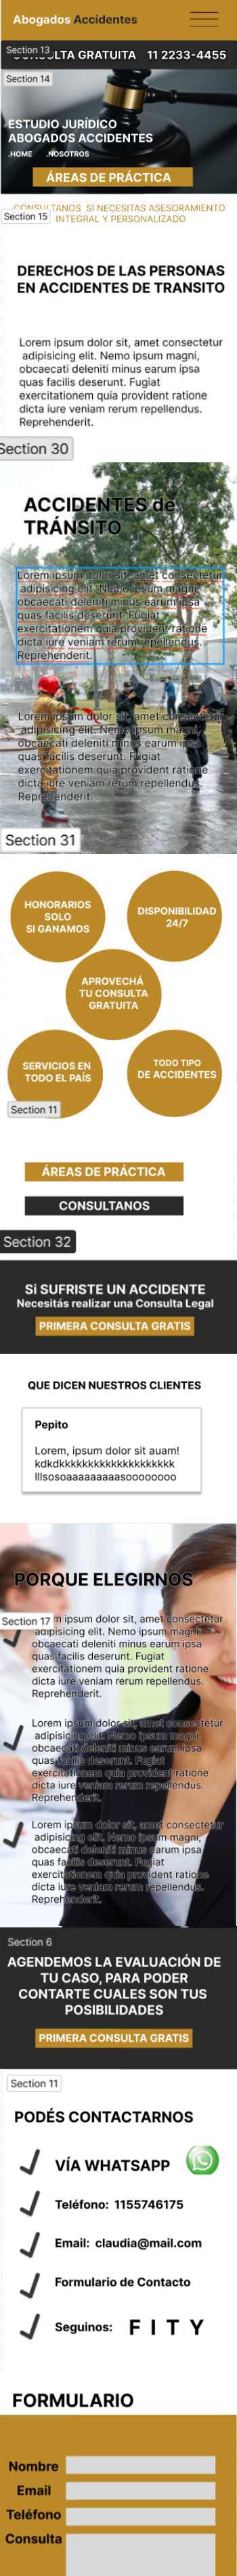 Abogados Accidentes
Section 13
ULTA GRATUITA 11 2233-4455
Section 14
ESTUDIO JURÍDICO
ABOGADOS ACCIDENTES
.HOME .NOSOTROS
ÁREAS DE PRÁCTICA
CONSULTANOS SI NECESITAS ASESORAMIENTO
Section 15
INTEGRAL Y PERSONALIZADO
DERECHOS DE LAS PERSONAS
EN ACCIDENTES DE TRANSITO
Lorem ipsum dolor sit, amet consectetur
adipisicing elit. Nemo ipsum magni,
obcaecati deleniti minus earum ipsa
quas facilis deserunt. Fugiat
exercitationem quia provident ratione
dicta iure veniam rerum repellendus.
Reprehenderit.
Section 30
ACCIDENTES de
TRÁNSITO
Lorem ipsum dolor sit, amet consectetur
adipisicing elit. Nemo ipsum magni,
obcaecati deleniti minus earum ipsa
quas facilis deserunt. Fugiat
exercitationem quia provident ratione
dicta iure veniam rerum repellendus.
Reprehenderit.
Lorem ipsum dolor sit, amet consectetur
adipisicing elit. Nemo ipsum magni,
obcaecati deleniti minus earum ipsa
quas facilis deserunt. Fugiat
exercitationem quia provident ratione
dicta iure veniam rerum repellendus.
Reprehenderit.
Section 31
HONORARIOS
SOLO
SI GANAMOS
DISPONIBILIDAD
24/7
APROVECHÁ
TU CONSULTA
GRATUITA
SERVICIOS EN
TODO EL PAÍS
TODO TIPO
DE ACCIDENTES
Section 11
ÁREAS DE PRÁCTICA
CONSULTANOS
Section 32
Si SUFRISTE UN ACCIDENTE
Necesitás realizar una Consulta Legal
PRIMERA CONSULTA GRATIS
QUE DICEN NUESTROS CLIENTES
Pepito
Lorem, ipsum dolor sit auam!
PORQUE ELEGIRNOS
Section 17
m ipsum dolor sit, amet consectetur
adipisicing elit. Nemo ipsum magni,
obcaecati deleniti minus earum ipsa
quas facilis deserunt. Fugiat
exercitationem quia provident ratione
dicta iure veniam rerum repellendus.
Reprehenderit.
Lorem ipsum dolor sit, amet consectetur
adipisicing elit. Nemo ipsum magni,
obcaecati deleniti minus earum ipsa
quas facilis deserunt. Fugiat
exercitationem quia provident ratione
dicta iure veniam rerum repellendus.
Reprehenderit.
Lorem ipsum dolor sit, amet consectetur
adipisicing elit. Nemo ipsum magni,
obcaecati deleniti minus earum ipsa
quas facilis deserunt. Fugiat
exercitationem quia provident ratione
dicta iure veniam rerum repellendus.
Reprehenderit.
Section 6
AGENDEMOS LA EVALUACIÓN DE
TU CASO, PARA PODER
CONTARTE CUALES SON TUS
POSIBILIDADES
PRIMERA CONSULTA GRATIS
Section 11
PODÉS CONTACTARNOS
VÍA WHATSAPP
Teléfono: 1155746175
Email: claudia@mail.com
Formulario de Contacto
Seguinos: F I T Y
FORMULARIO
Nombre
Email
Teléfono
Consulta